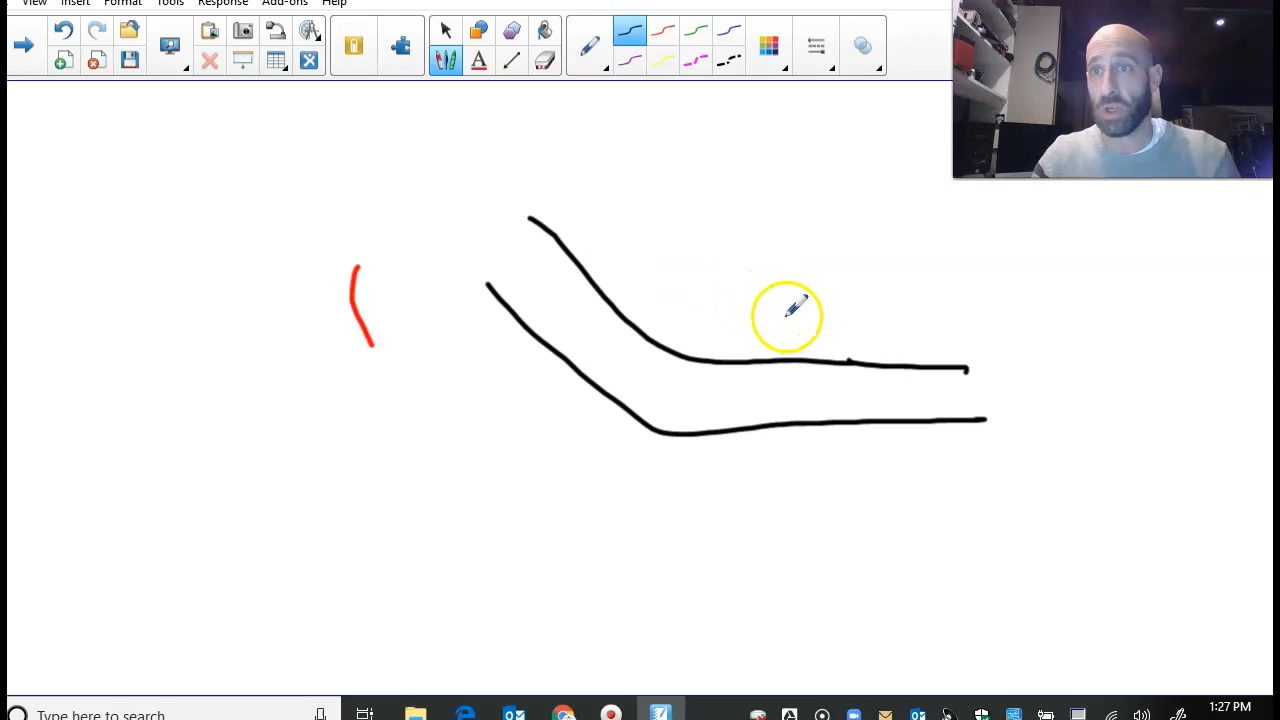 View Insert Format Tools Response Add-ons Help
A
Type here to search
1:27 PM